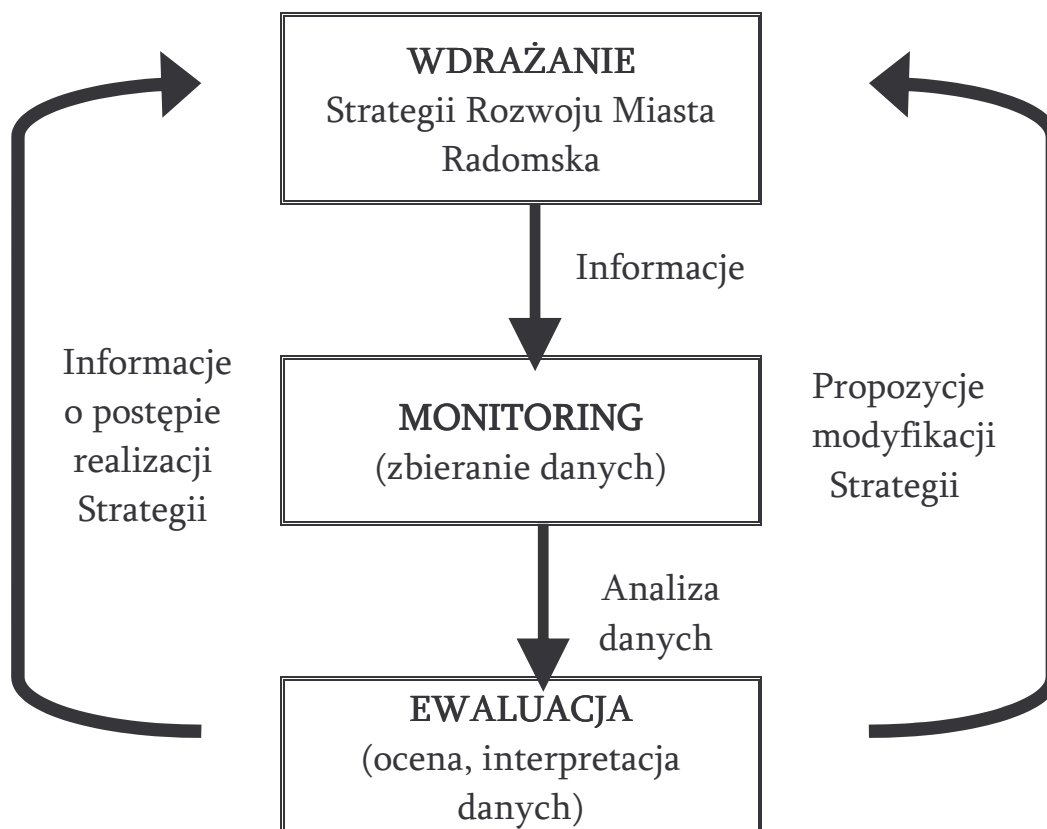 WDRAŻANIE
Strategii Rozwoju Miasta
Radomska
Informacje
Informacje
o postępie
realizacji
Strategii
MONITORING
(zbieranie danych)
Propozycje
modyfikacji
Strategii
Analiza
danych
EWALUACJA
(ocena, interpretacja
danych)